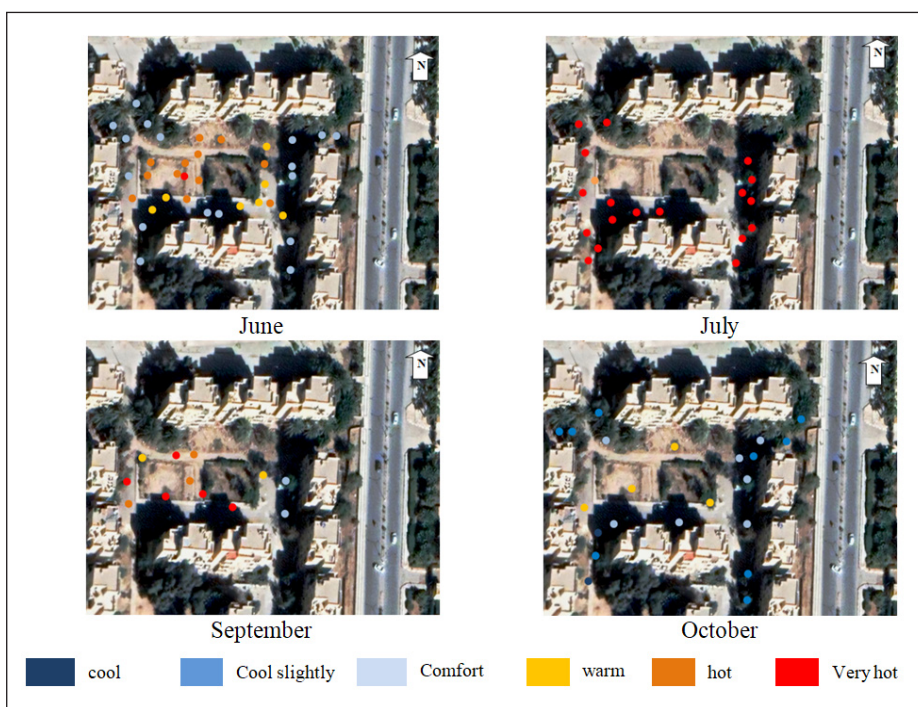 N
N
June
July
N
N
September
October
cool
Cool slightly
Comfort
warm
hot
Very hot